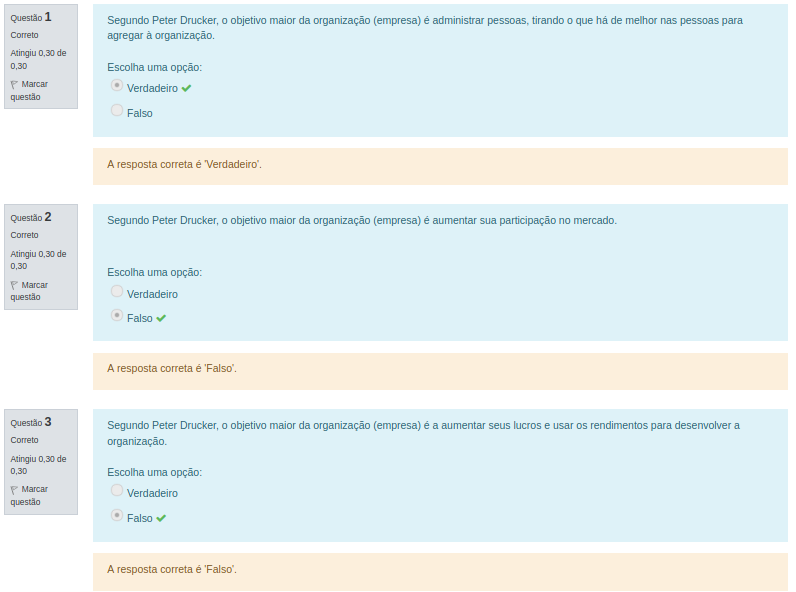 Questão 1
Correto
Atingiu 0,30 de
0,30
Marcar
questão
Segundo Peter Drucker, o objetivo maior da organização (empresa) é administrar pessoas, tirando o que há de melhor nas pessoas para
agregar à organização.
Escolha uma opção:
Verdadeiro
Falso
A resposta correta é 'Verdadeiro'.
Questão 2
Correto
Atingiu 0,30 de
0,30
Marcar
questão
Segundo Peter Drucker, o objetivo maior da organização (empresa) é aumentar sua participação no mercado.
Escolha uma opção:
Verdadeiro
Falso
A resposta correta é 'Falso'.
Questão 3
Correto
Atingiu 0,30 de
0,30
Marcar
questão
Segundo Peter Drucker, o objetivo maior da organização (empresa) é a aumentar seus lucros e usar os rendimentos para desenvolver a
organização.
Escolha uma opção:
Verdadeiro
Falso
A resposta correta é 'Falso'.